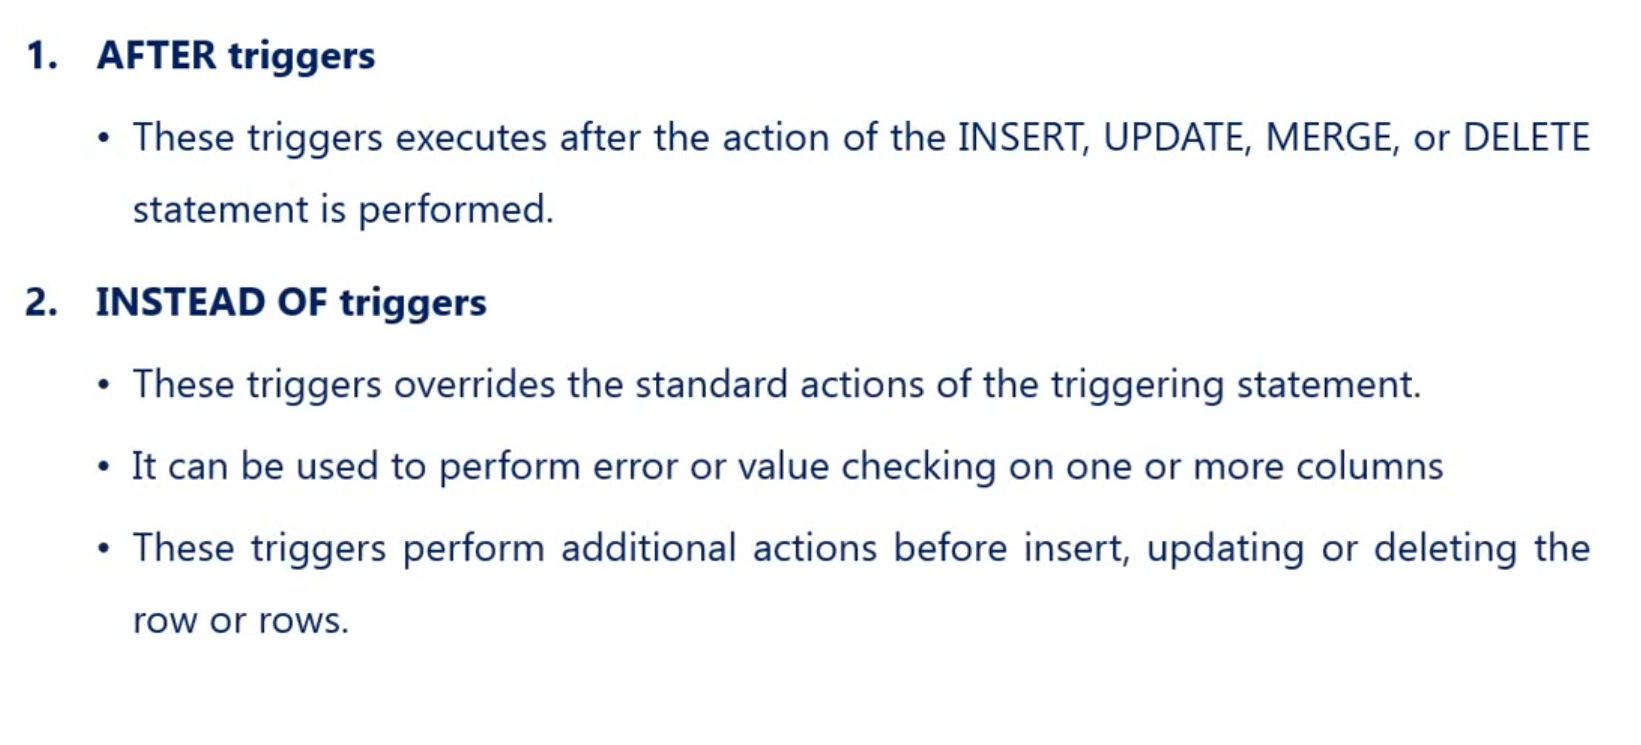 1. AFTER triggers
• These triggers executes after the action of the INSERT, UPDATE, MERGE, or DELETE
statement is performed.
2. INSTEAD OF triggers
• These triggers overrides the standard actions of the triggering statement.
• It can be used to perform error or value checking on one or more columns
• These triggers perform additional actions before insert, updating or deleting the
row or rows.